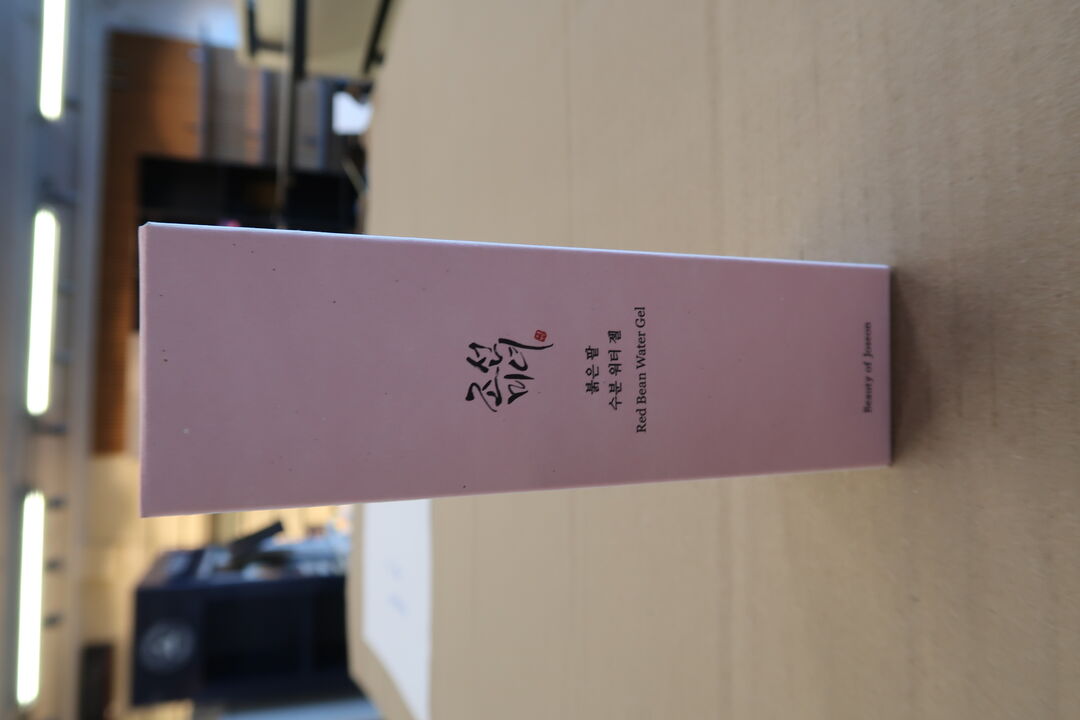 조선
미녀
붉은 팥
수분 워터 젤
Red Bean Water Gel
Beauty of Joseon